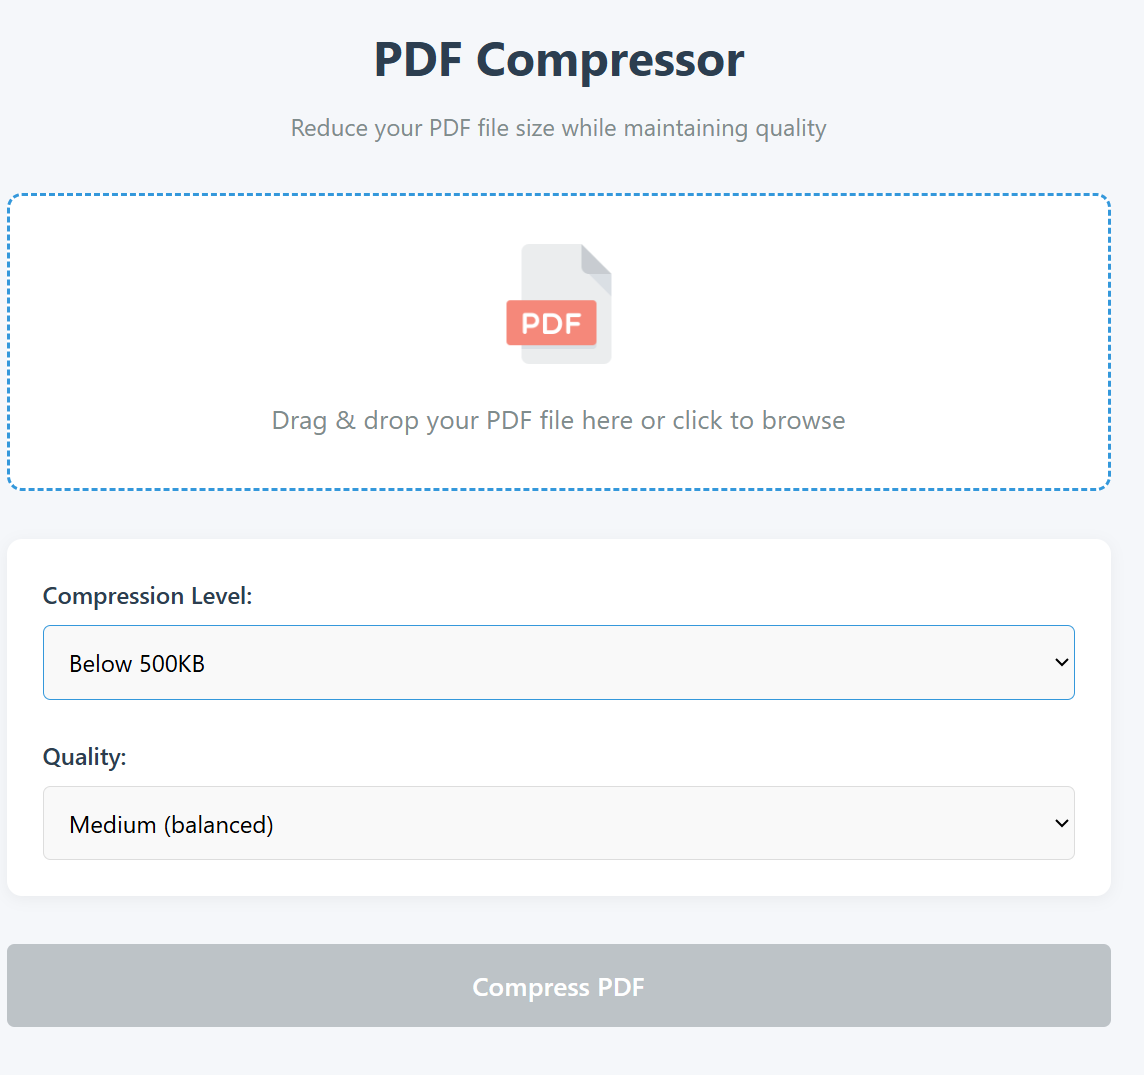 PDF Compressor
Reduce your PDF file size while maintaining quality
PDF
Drag & drop your PDF file here or click to browse
Compression Level:
Below 500KB
Quality:
Medium (balanced)
Compress PDF